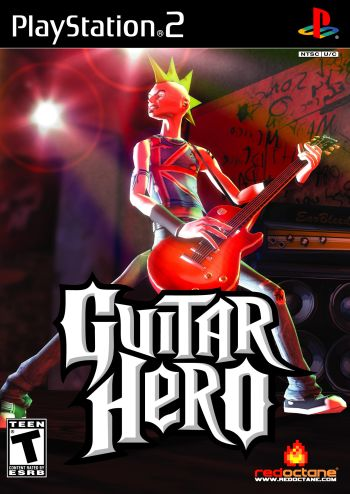 PlayStation®2
NTSC U/C
GUITAR
HERO
TEEN
T
CONTENT RATED BY
ESRB
redoctane
WWW.REDOCTANE.COM